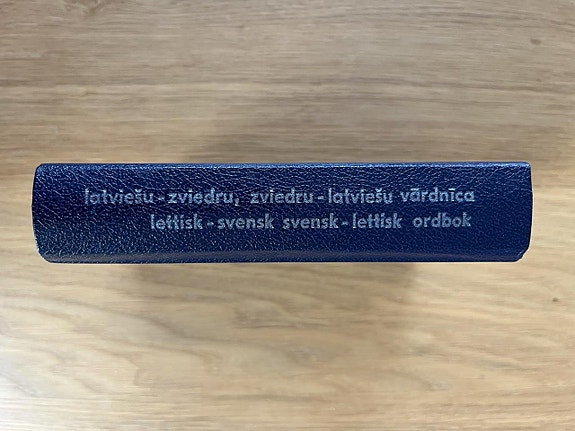 latviešu - zviedru, zviedru - latviešu vārdnīca
lettisk - svensk svensk - lettisk ordbok